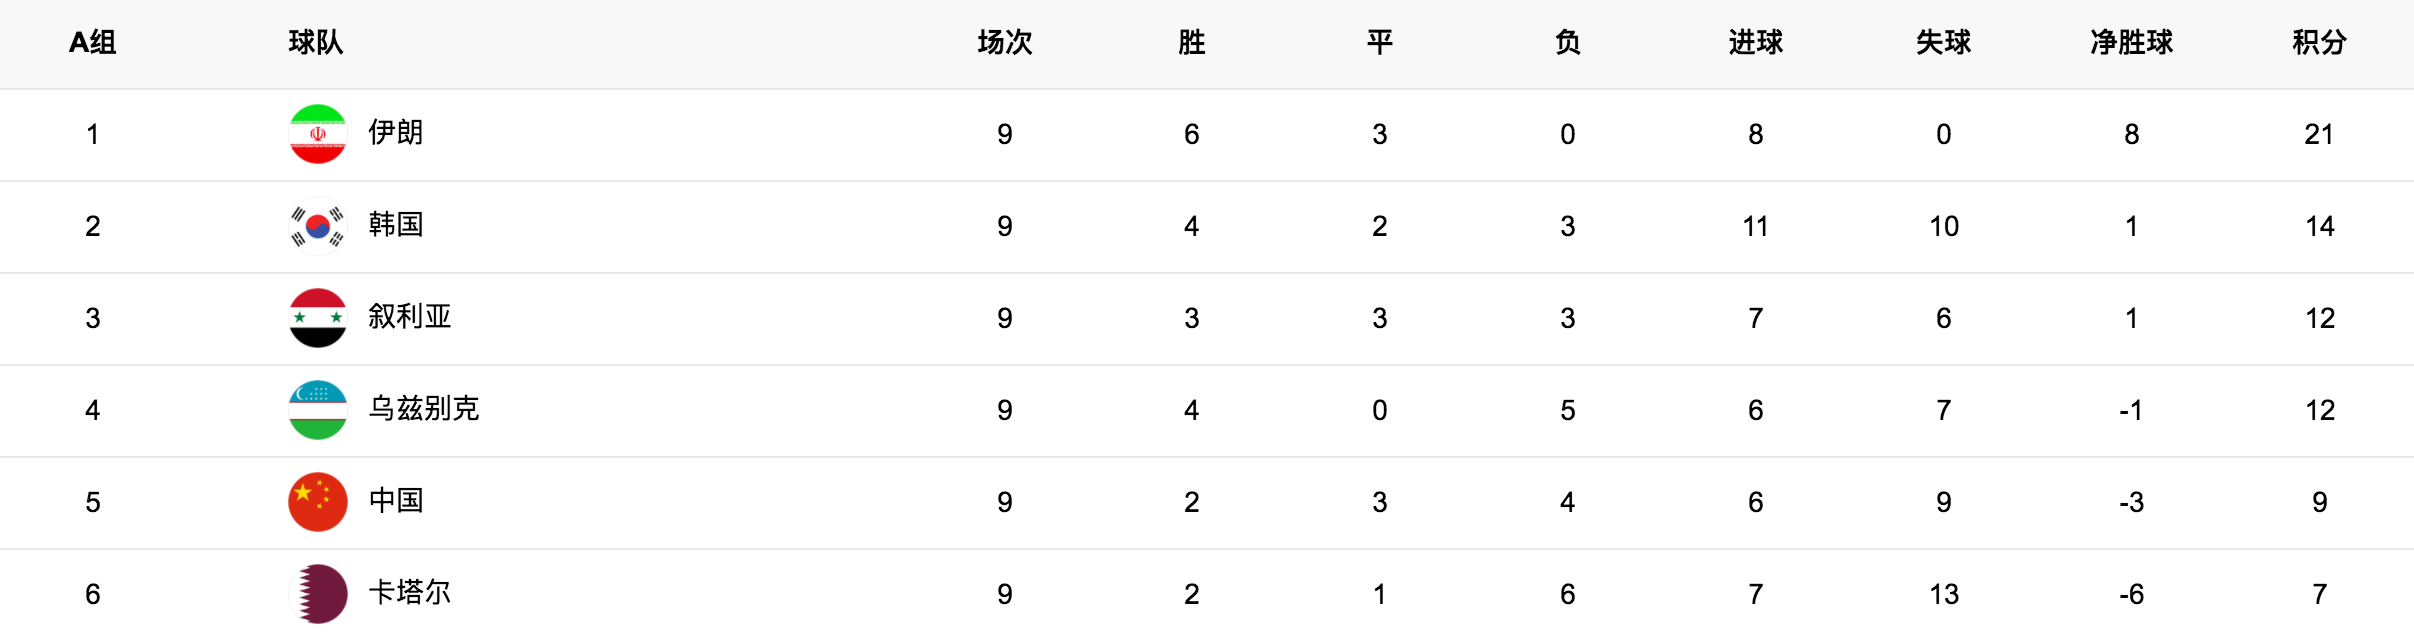 A组 球队 场次 胜 平 负 进球 失球 净胜球 积分
1 伊朗 9 6 3 0 8 0 8 21
2 韩国 9 4 2 3 11 10 1 14
3 叙利亚 9 3 3 3 7 6 1 12
4 乌兹别克 9 4 0 5 6 7 -1 12
5 中国 9 2 3 4 6 9 -3 9
6 卡塔尔 9 2 1 6 7 13 -6 7